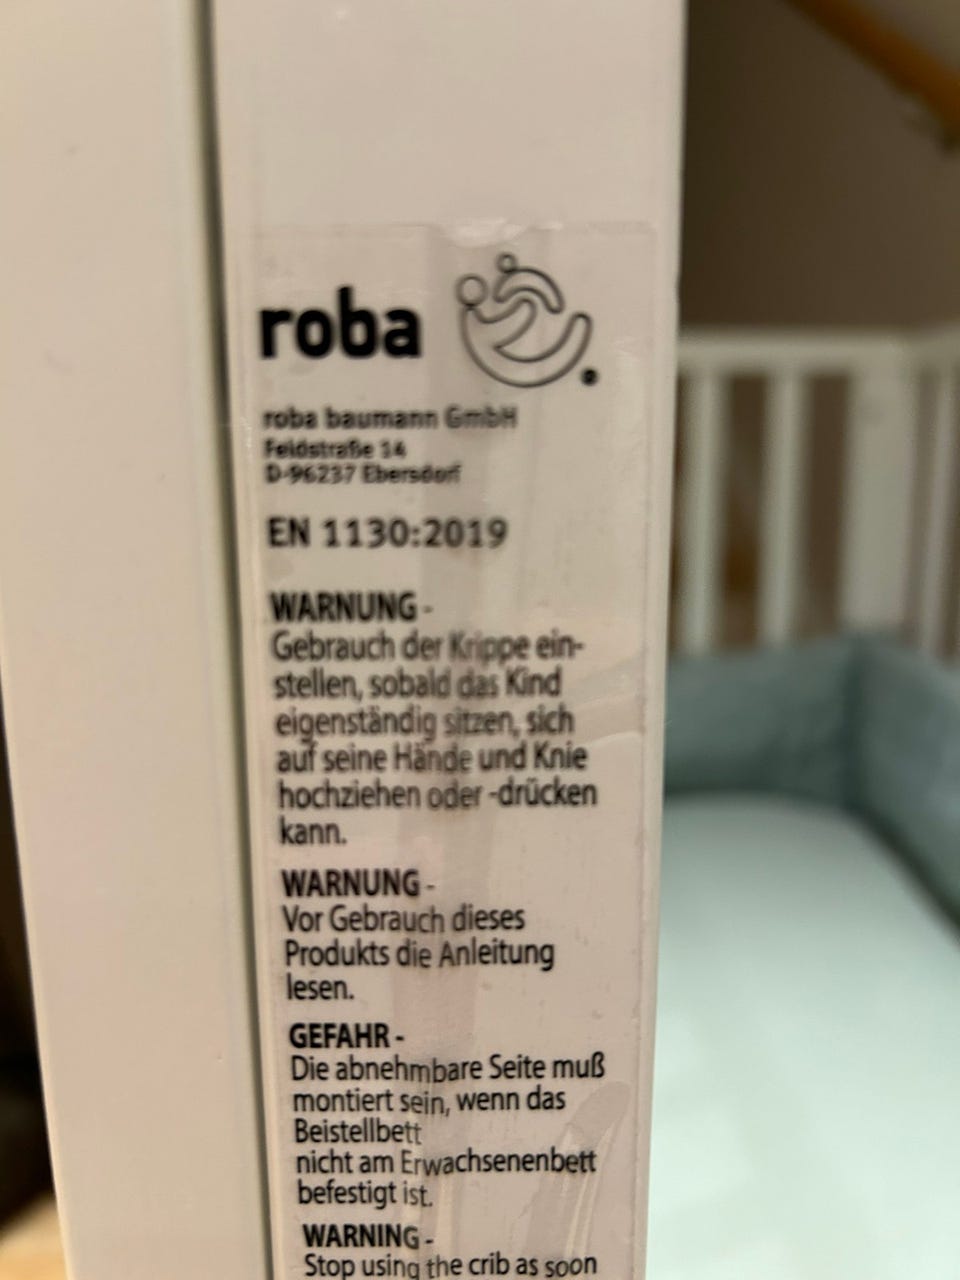 roba
roba baumann GmbH
Feldstraße 14
D-96237 Ebersdorf
EN 1130:2019
WARNUNG -
Gebrauch der Krippe ein-
stellen, sobald das Kind
eigenständig sitzen, sich
auf seine Hände und Knie
hochziehen oder -drücken
kann.
WARNUNG -
Vor Gebrauch dieses
Produkts die Anleitung
lesen.
GEFAHR -
Die abnehmbare Seite muß
montiert sein, wenn das
Beistellbett
nicht am Erwachsenenbett
befestigt ist.
WARNING -
Stop using the crib as soon